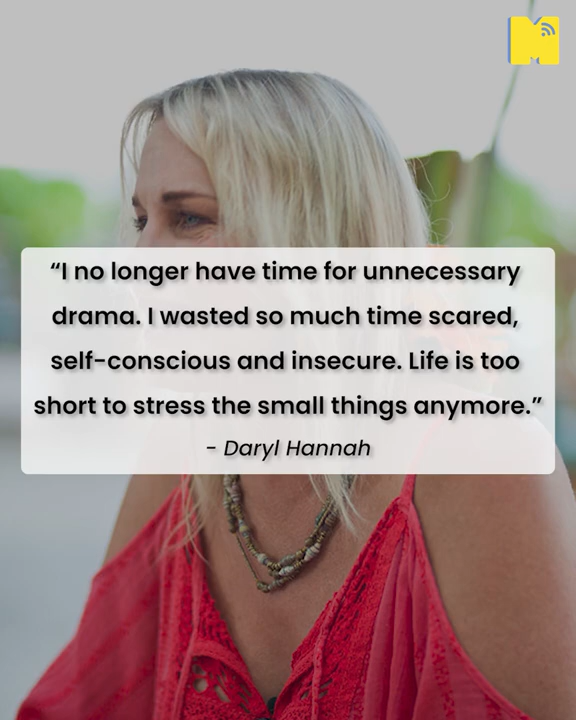 “I no longer have time for unnecessary
drama. I wasted so much time scared,
self-conscious and insecure. Life is too
short to stress the small things anymore.”
- Daryl Hannah